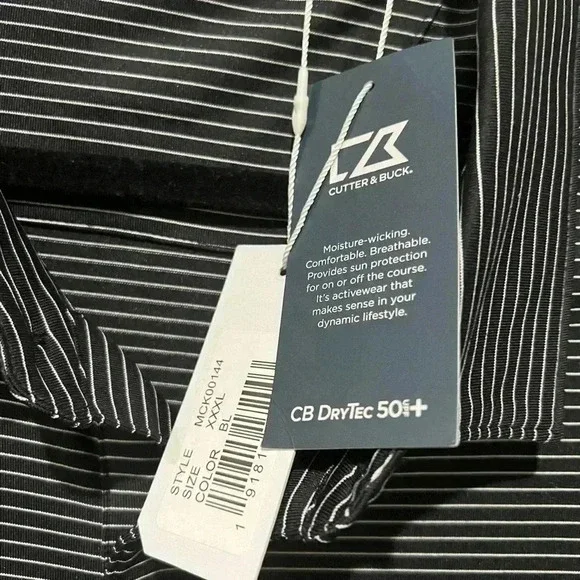 CB
CUTTER & BUCK®
Moisture-wicking.
Comfortable. Breathable.
Provides sun protection
for on or off the course.
It's activewear that
makes sense in your
dynamic lifestyle.
CB DRYTEC 50+
STYLE MCK00144
SIZE XXXL
COLOR BL
1 9181